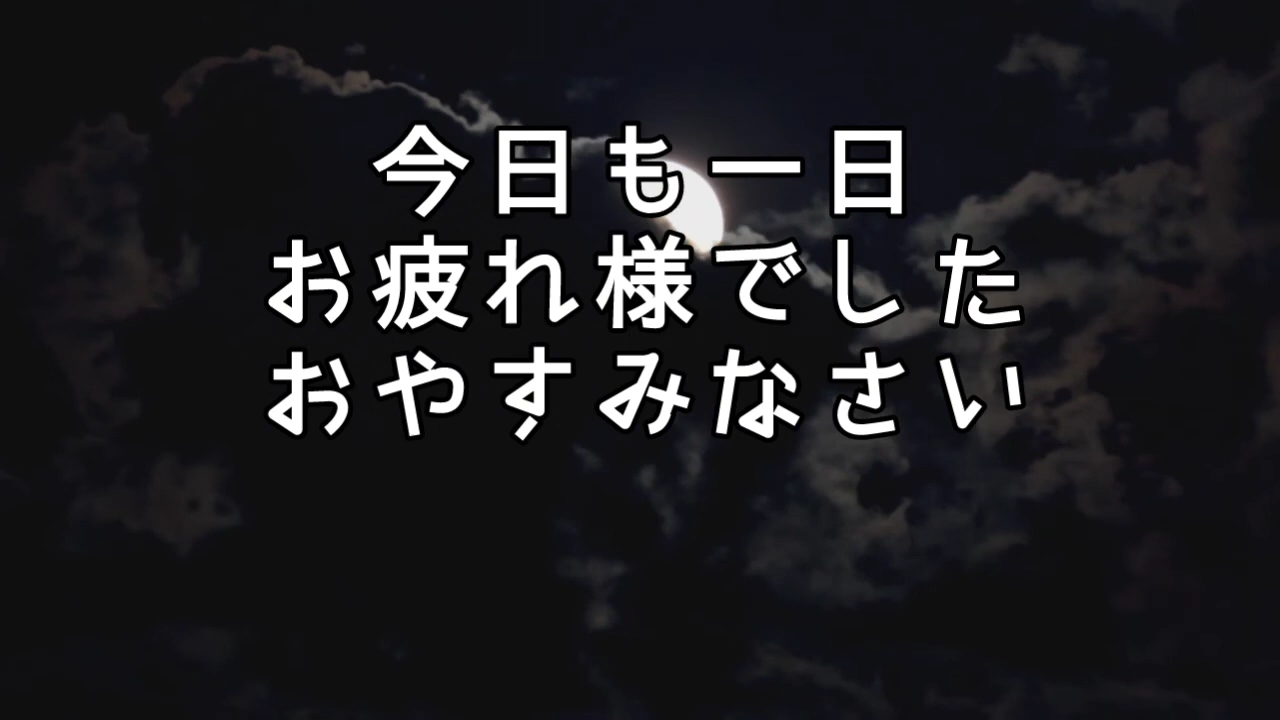 今日も一日
お疲れ様でした
おやすみなさい